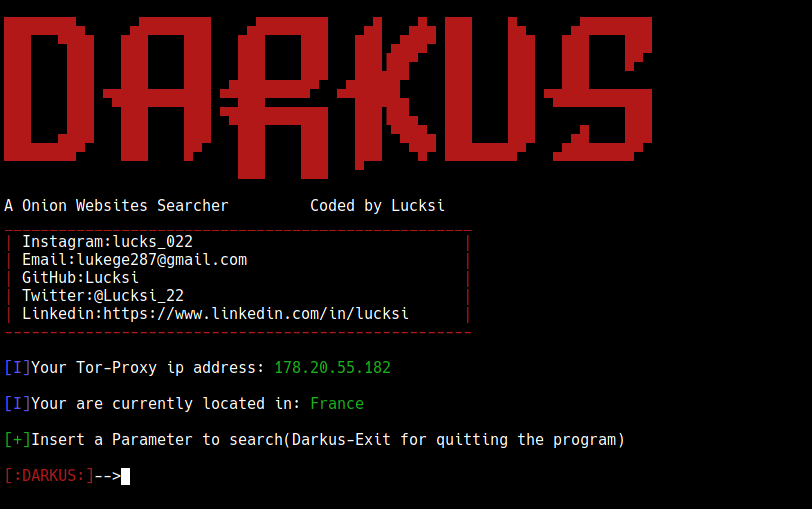 DARKUS
A Onion Websites Searcher Coded by Lucksi
| Instagram:lucks_022 |
| Email:lukege287@gmail.com |
| GitHub:Lucksi |
| Twitter:@Lucksi_22 |
| Linkedin:https://www.linkedin.com/in/lucksi |
[I]Your Tor-Proxy ip address: 178.20.55.182
[I]Your are currently located in: France
[+]Insert a Parameter to search(Darkus-Exit for quitting the program)
[:DARKUS:]-->